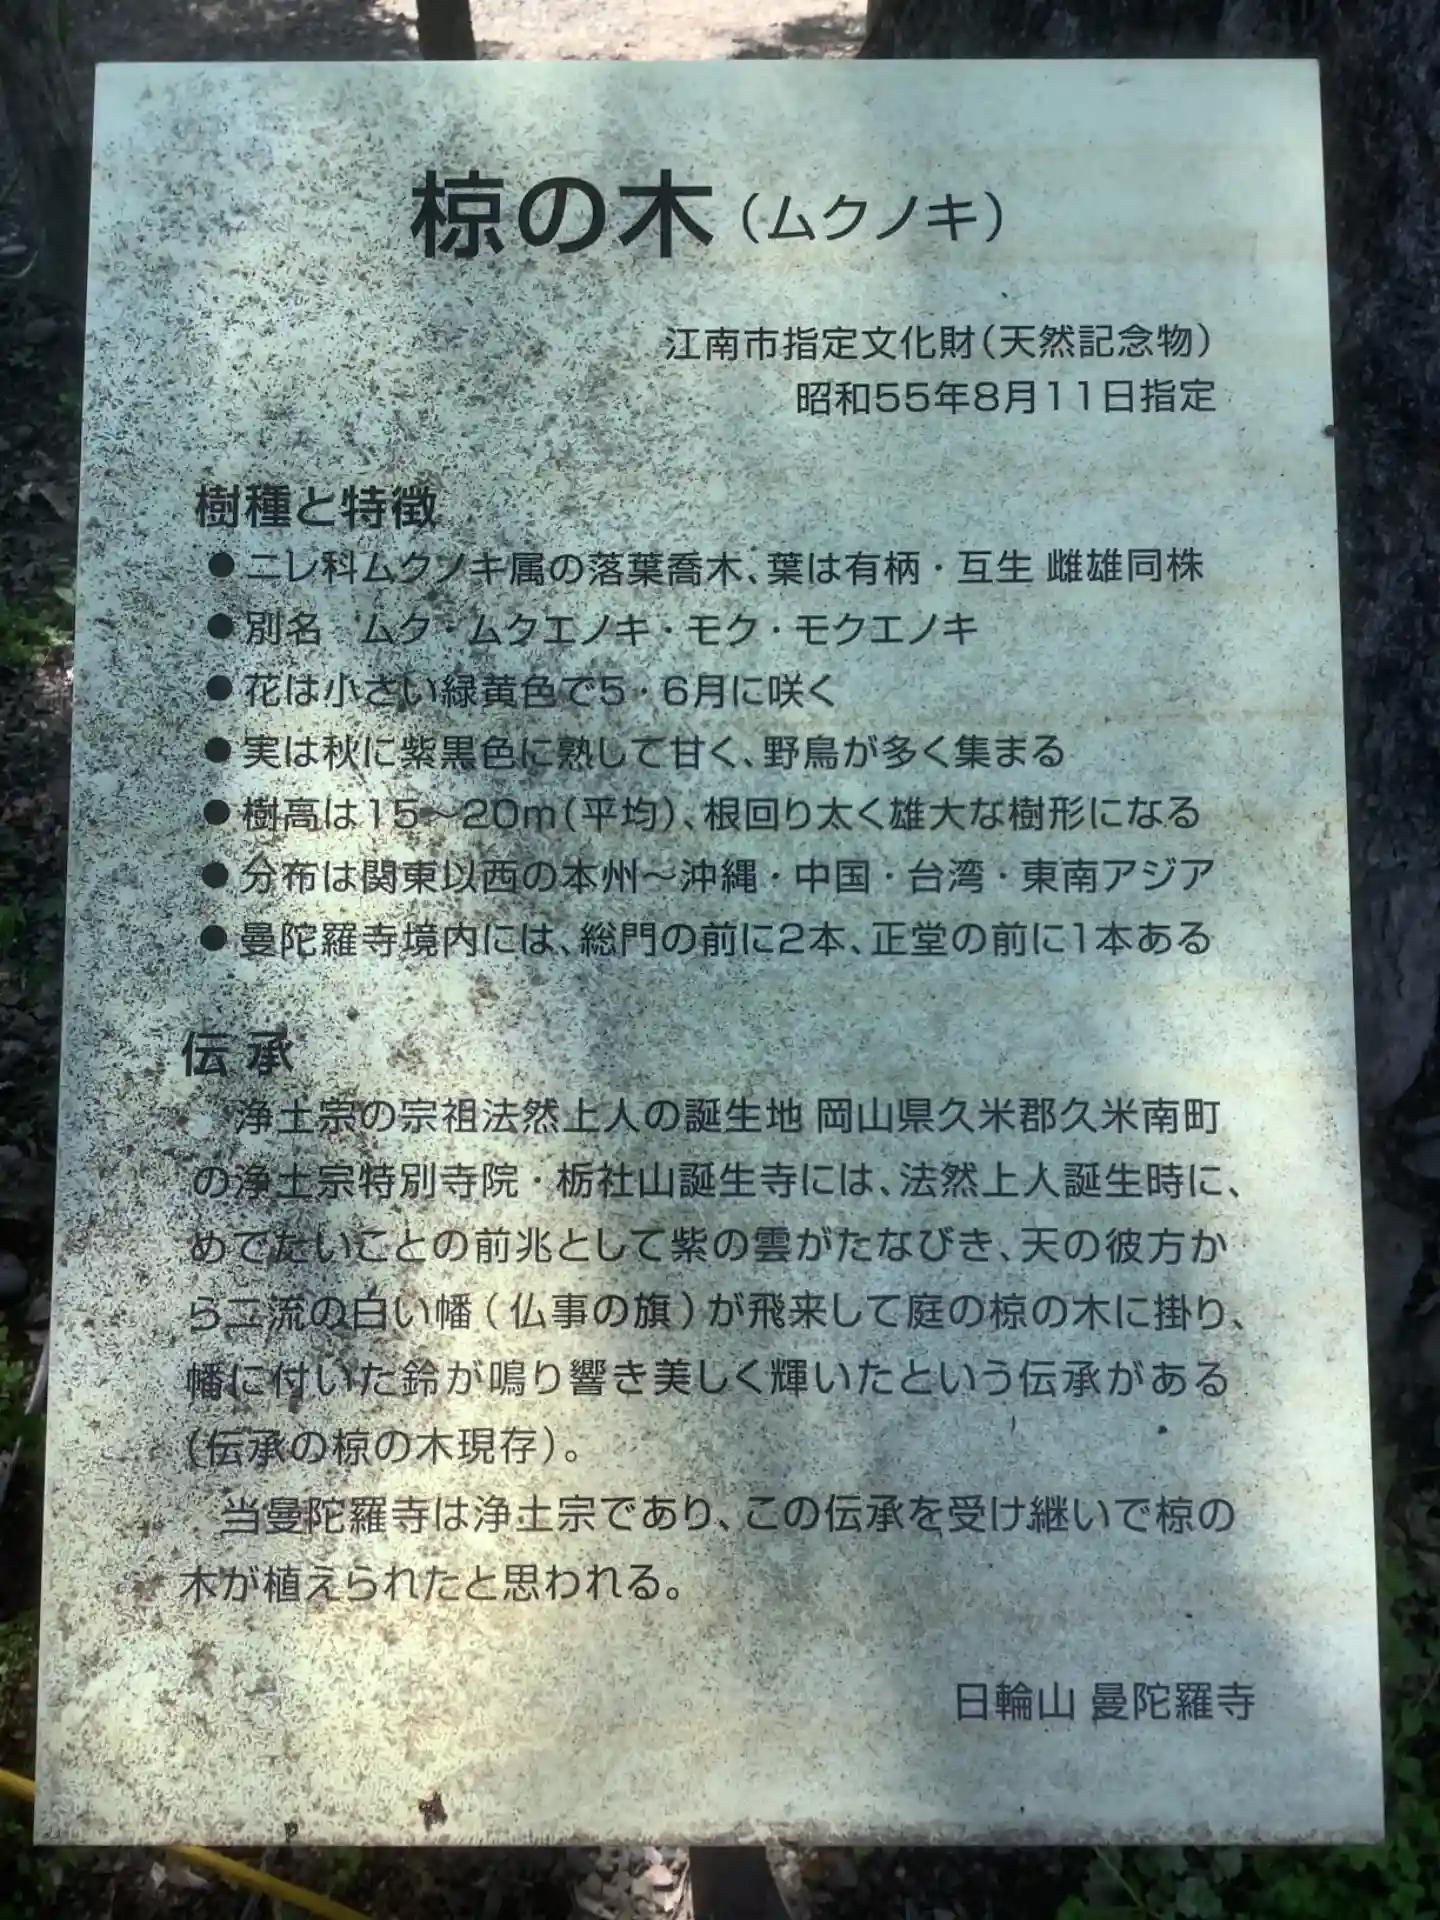 椋の木（ムクノキ）
江南市指定文化財（天然記念物）
昭和55年8月11日指定
樹種と特徴
●ニレ科ムクノキ属の落葉喬木、葉は有柄・互生 雌雄同株
●別名　ムク・ムクエノキ・モク・モクエノキ
●花は小さい緑黄色で5・6月に咲く
●実は秋に紫黒色に熟して甘く、野鳥が多く集まる
●樹高は15～20m（平均）、根回り太く雄大な樹形になる
●分布は関東以西の本州～沖縄・中国・台湾・東南アジア
●曼陀羅寺境内には、総門の前に2本、正堂の前に1本ある
伝 承
　浄土宗の宗祖法然上人の誕生地 岡山県久米郡久米南町
の浄土宗特別寺院・栃社山誕生寺には、法然上人誕生時に、
めでたいことの前兆として紫の雲がたなびき、天の彼方か
ら二流の白い幡（仏事の旗）が飛来して庭の椋の木に掛り、
幡に付いた鈴が鳴り響き美しく輝いたという伝承がある
（伝承の椋の木現存）。
　当曼陀羅寺は浄土宗であり、この伝承を受け継いで椋の
木が植えられたと思われる。
日輪山 曼陀羅寺